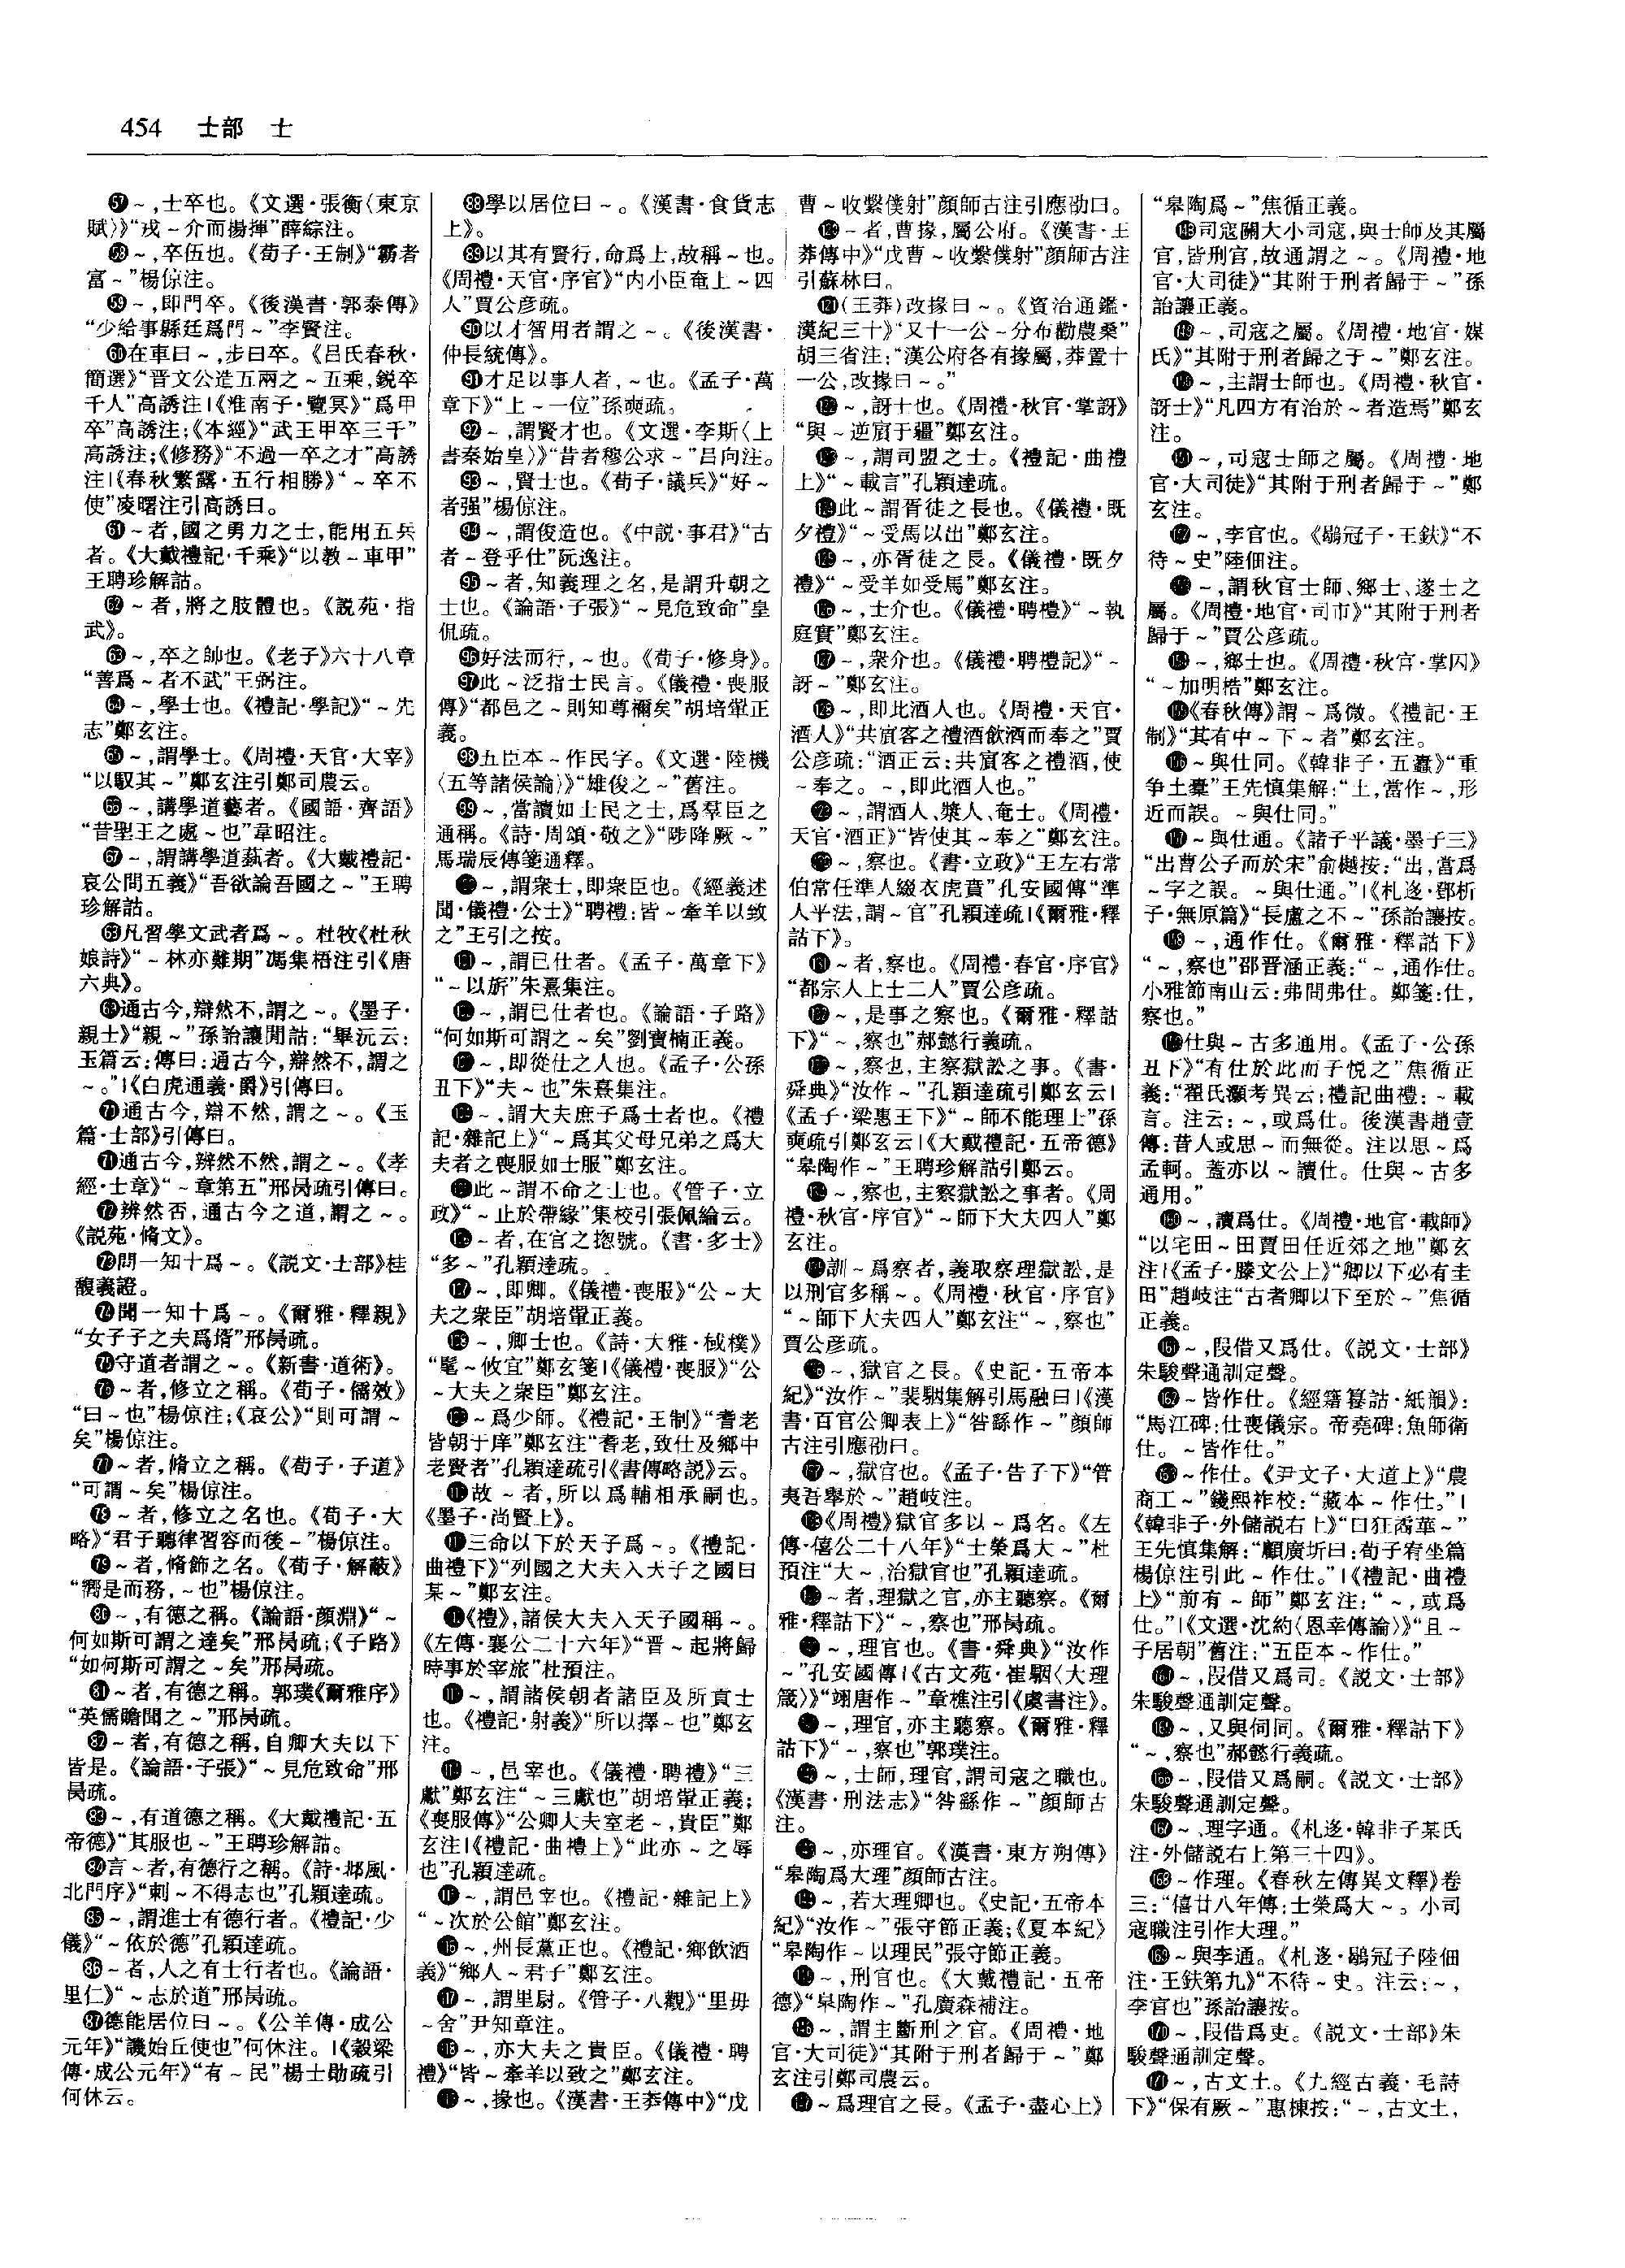 454 士部 士
57～,士卒也。《文選·張衡〈東京
賦〉》“戎～介而揚揮”薛綜注。
58～,卒伍也。《荀子·王制》“霸者
富～”楊倞注。
59～,即門卒。《後漢書·郭泰傳》
“少給事縣廷爲門～”李賢注。
60在車曰～,步曰卒。《吕氏春秋·
簡選》“晉文公造五兩之～五乘,鋭卒
千人”高誘注|《淮南子·覽冥》“爲甲
卒”高誘注;《本經》“武王甲卒三千”
高誘注;《修務》“不過一卒之才”高誘
注|《春秋繁露·五行相勝》“～卒不
使”凌曙注引高誘曰。
61～者,國之勇力之士,能用五兵
者。《大戴禮記·千乘》“以教～車甲”
王聘珍解詁。
62～者,將之肢體也。《説苑·指
武》。
63～,卒之帥也。《老子》六十八章
“善爲～者不武”王弼注。
64～,學士也。《禮記·學記》“～先
志”鄭玄注。
65～,謂學士。《周禮·天官·大宰》
“以馭其～”鄭玄注引鄭司農云。
66～,講學道藝者。《國語·齊語》
“昔聖王之處～也”韋昭注。
67～,謂講學道藝者。《大戴禮記·
哀公問五義》“吾欲論吾國之～”王聘
珍解詁。
68凡習學文武者爲～。杜牧《杜秋
娘詩》“～林亦難期”馮集梧注引《唐
六典》。
69通古今,辯然不,謂之～。《墨子·
親士》“親～”孫詒讓閒詁:“畢沅云:
玉篇云:傳曰:通古今,辯然不,謂之
～。”|《白虎通義·爵》引傳曰。
70通古今,辯不然,謂之～。《玉
篇·士部》引傳曰。
71通古今,辨然不然,謂之～。《孝
經·士章》“～章第五”邢昺疏引傳曰。
72辨然否,通古今之道,謂之～。
《説苑·脩文》。
73問一知十爲～。《説文·士部》桂
馥義證。
74聞一知十爲～。《爾雅·釋親》
“女子子之夫爲壻”邢昺疏。
75守道者謂之～。《新書·道術》。
76～者,修立之稱。《荀子·儒效》
“曰～也”楊倞注;《哀公》“則可謂～
矣”楊倞注。
77～者,脩立之稱。《荀子·子道》
“可謂～矣”楊倞注。
78～者,修立之名也。《荀子·大
略》“君子聽律習容而後～”楊倞注。
79～者,脩飾之名。《荀子·解蔽》
“嚮是而務,～也”楊倞注。
80～,有德之稱。《論語·顔淵》“～
何如斯可謂之達矣”邢昺疏;《子路》
“如何斯可謂之～矣”邢昺疏。
81～者,有德之稱。郭璞《爾雅序》
“英儒贍聞之～”邢昺疏。
82～者,有德之稱,自卿大夫以下
皆是。《論語·子張》“～見危致命”邢
昺疏。
83～,有道德之稱。《大戴禮記·五
帝德》“其服也～”王聘珍解詁。
84言～者,有德行之稱。《詩·邶風·
北門序》“刺～不得志也”孔穎達疏。
85～,謂進士有德行者。《禮記·少
儀》“～依於德”孔穎達疏。
86～者,人之有士行者也。《論語·
里仁》“～志於道”邢昺疏。
87德能居位曰～。《公羊傳·成公
元年》“譏始丘使也”何休注。|《穀梁
傳·成公元年》“有～民”楊士勛疏引
何休云。
88學以居位曰～。《漢書·食貨志
上》。
89以其有賢行,命爲上,故稱～也。
《周禮·天官·序官》“内小臣奄上～四
人”賈公彦疏。
90以才智用者謂之～。《後漢書·
仲長統傳》。
91才足以事人者,～也。《孟子·萬
章下》“上～一位”孫奭疏。
92～,謂賢才也。《文選·李斯〈上
書秦始皇〉》“昔者穆公求～”吕向注。
93～,賢士也。《荀子·議兵》“好～
者强”楊倞注。
94～,謂俊造也。《中説·事君》“古
者～登乎仕”阮逸注。
95～者,知義理之名,是謂升朝之
士也。《論語·子張》“～見危致命”皇
侃疏。
96好法而行,～也。《荀子·修身》。
97此～泛指士民言。《儀禮·喪服
傳》“都邑之～則知尊禰矣”胡培翬正
義。
98五臣本～作民字。《文選·陸機
〈五等諸侯論〉》“雄俊之～”舊注。
99～,當讀如士民之士,爲羣臣之
通稱。《詩·周頌·敬之》“陟降厥～”
馬瑞辰傳箋通釋。
100～,謂衆士,即衆臣也。《經義述
聞·儀禮·公士》“聘禮:皆～牽羊以致
之”王引之按。
101～,謂已仕者。《孟子·萬章下》
“～以旂”朱熹集注。
102～,謂已仕者也。《論語·子路》
“何如斯可謂之～矣”劉寶楠正義。
103～,即從仕之人也。《孟子·公孫
丑下》“夫～也”朱熹集注。
104～,謂大夫庶子爲士者也。《禮
記·雜記上》“～爲其父母兄弟之爲大
夫者之喪服如士服”鄭玄注。
105此～謂不命之士也。《管子·立
政》“～止於帶緣”集校引張佩綸云。
106～者,在官之揔號。《書·多士》
“多～”孔穎達疏。
107～,即卿。《儀禮·喪服》“公～大
夫之衆臣”胡培翬正義。
108～,卿士也。《詩·大雅·棫樸》
“髦～攸宜”鄭玄箋|《儀禮·喪服》“公
～大夫之衆臣”鄭玄注。
109～爲少師。《禮記·王制》“耆老
皆朝于庠”鄭玄注“耆老,致仕及鄉中
老賢者”孔穎達疏引《書傳略説》云。
110故～者,所以爲輔相承嗣也。
《墨子·尚賢上》。
111三命以下於天子爲～。《禮記·
曲禮下》“列國之大夫入天子之國曰
某～”鄭玄注。
112《禮》,諸侯大夫入天子國稱～。
《左傳·襄公二十六年》“晉～起將歸
時事於宰旅”杜預注。
113～,謂諸侯朝者諸臣及所貢士
也。《禮記·射義》“所以擇～也”鄭玄
注。
114～,邑宰也。《儀禮·聘禮》“三
獻”鄭玄注“～三獻也”胡培翬正義;
《喪服傳》“公卿大夫室老～,貴臣”鄭
玄注|《禮記·曲禮上》“此亦～之辱
也”孔穎達疏。
115～,謂邑宰也。《禮記·雜記上》
“～次於公館”鄭玄注。
116～,州長黨正也。《禮記·鄉飲酒
義》“鄉人～君子”鄭玄注。
117～,謂里尉。《管子·八觀》“里毋
～舍”尹知章注。
118～,亦大夫之貴臣。《儀禮·聘
禮》“皆～牽羊以致之”鄭玄注。
119～,掾也。《漢書·王莽傳中》“戊
曹～收繫僕射”顔師古注引應劭曰。
120～者,曹掾,屬公府。《漢書·王
莽傳中》“戊曹～收繫僕射”顔師古注
引蘇林曰。
121(王莽)改掾曰～。《資治通鑑·
漢紀三十》“又十一公～分布勸農桑”
胡三省注:“漢公府各有掾屬,莽置十
一公,改掾曰～。”
122～,訝士也。《周禮·秋官·掌訝》
“與～逆賓于疆”鄭玄注。
123～,謂司盟之士。《禮記·曲禮
上》“～載言”孔穎達疏。
124此～謂胥徒之長也。《儀禮·既
夕禮》“～受馬以出”鄭玄注。
125～,亦胥徒之長。《儀禮·既夕
禮》“～受羊如受馬”鄭玄注。
126～,士介也。《儀禮·聘禮》“～執
庭實”鄭玄注。
127～,衆介也。《儀禮·聘禮記》“～
訝～”鄭玄注。
128～,即此酒人也。《周禮·天官·
酒人》“共賓客之禮酒飲酒而奉之”賈
公彦疏:“酒正云:共賓客之禮酒,使
～奉之。～,即此酒人也。”
129～,謂酒人、漿人、奄士。《周禮·
天官·酒正》“皆使其～奉之”鄭玄注。
130～,察也。《書·立政》“王左右常
伯常任準人綴衣虎賁”孔安國傳“準
人平法,謂～官”孔穎達疏|《爾雅·釋
詁下》。
131～者,察也。《周禮·春官·序官》
“都宗人上士二人”賈公彦疏。
132～,是事之察也。《爾雅·釋詁
下》“～,察也”郝懿行義疏。
133～,察也,主察獄訟之事。《書·
舜典》“汝作～”孔穎達疏引鄭玄云|
《孟子·梁惠王下》“～師不能理士”孫
奭疏引鄭玄云|《大戴禮記·五帝德》
“皋陶作～”王聘珍解詁引鄭云。
134～,察也,主察獄訟之事者。《周
禮·秋官·序官》“～師下大夫四人”鄭
玄注。
135訓～爲察者,義取察理獄訟,是
以刑官多稱～。《周禮·秋官·序官》
“～師下大夫四人”鄭玄注“～,察也”
賈公彦疏。
136～,獄官之長。《史記·五帝本
紀》“汝作～”裴駰集解引馬融曰|《漢
書·百官公卿表上》“咎繇作～”顔師
古注引應劭曰。
137～,獄官也。《孟子·告子下》“管
夷吾舉於～”趙岐注。
138《周禮》獄官多以～爲名。《左
傳·僖公二十八年》“士榮爲大～”杜
預注“大～,治獄官也”孔穎達疏。
139～者,理獄之官,亦主聽察。《爾
雅·釋詁下》“～,察也”邢昺疏。
140～,理官也。《書·舜典》“汝作
～”孔安國傳|《古文苑·崔駰〈大理
箴〉》“翊唐作～”章樵注引《虞書注》。
141～,理官,亦主聽察。《爾雅·釋
詁下》“～,察也”郭璞注。
142～,士師,理官,謂司寇之職也。
《漢書·刑法志》“咎繇作～”顔師古
注。
143～,亦理官。《漢書·東方朔傳》
“皋陶爲大理”顔師古注。
144～,若大理卿也。《史記·五帝本
紀》“汝作～”張守節正義;《夏本紀》
“皋陶作～以理民”張守節正義。
145～,刑官也。《大戴禮記·五帝
德》“皋陶作～”孔廣森補注。
146～,謂主斷刑之官。《周禮·地
官·大司徒》“其附于刑者歸于～”鄭
玄注引鄭司農云。
147～爲理官之長。《孟子·盡心上》
“皋陶爲～”焦循正義。
148司寇關大小司寇,與士師及其屬
官,皆刑官,故通謂之～。《周禮·地
官·大司徒》“其附于刑者歸于～”孫
詒讓正義。
149～,司寇之屬。《周禮·地官·媒
氏》“其附于刑者歸之于～”鄭玄注。
150～,主謂士師也。《周禮·秋官·
訝士》“凡四方有治於～者造焉”鄭玄
注。
151～,司寇士師之屬。《周禮·地
官·大司徒》“其附于刑者歸于～”鄭
玄注。
152～,李官也。《鶡冠子·王鈇》“不
待～史”陸佃注。
153～,謂秋官士師、鄉士、遂士之
屬。《周禮·地官·司市》“其附于刑者
歸于～”賈公彦疏。
154～,鄉士也。《周禮·秋官·掌囚》
“～加明梏”鄭玄注。
155《春秋傳》謂～爲微。《禮記·王
制》“其有中～下～者”鄭玄注。
156～與仕同。《韓非子·五蠹》“重
争土橐”王先慎集解:“土,當作～,形
近而誤。～與仕同。”
157～與仕通。《諸子平議·墨子三》
“出曹公子而於宋”俞樾按:“出,當爲
～字之誤。～與仕通。”|《札迻·鄧析
子·無厚篇》“長盧之不～”孫詒讓按。
158～,通作仕。《爾雅·釋詁下》
“～,察也”邵晉涵正義:“～,通作仕。
小雅節南山云:弗問弗仕。鄭箋:仕,
察也。”
159仕與～古多通用。《孟子·公孫
丑下》“有仕於此而子悦之”焦循正
義:“翟氏灝考異云:禮記曲禮:～載
言。注云:～,或爲仕。後漢書趙壹
傳:昔人或思～而無從。注以思～爲
孟軻。蓋亦以～讀仕。仕與～古多
通用。”
160～,讀爲仕。《周禮·地官·載師》
“以宅田～田賈田任近郊之地”鄭玄
注|《孟子·滕文公上》“卿以下必有圭
田”趙岐注“古者卿以下至於～”焦循
正義。
161～,叚借又爲仕。《説文·士部》
朱駿聲通訓定聲。
162～皆作仕。《經籍籑詁·紙韻》:
“馬江碑:仕喪儀宗。帝堯碑:魚師衛
仕。～皆作仕。”
163～作仕。《尹文子·大道上》“農
商工～”錢熙祚校:“藏本～作仕。”|
《韓非子·外儲説右上》“曰狂矞華～”
王先慎集解:“顧廣圻曰:荀子宥坐篇
楊倞注引此～作仕。”|《禮記·曲禮
上》“前有～師”鄭玄注:“～,或爲
仕。”|《文選·沈約〈恩幸傳論〉》“且～
子居朝”舊注:“五臣本～作仕。”
164～,叚借又爲司。《説文·士部》
朱駿聲通訓定聲。
165～,又與伺同。《爾雅·釋詁下》
“～,察也”郝懿行義疏。
166～,叚借又爲嗣。《説文·士部》
朱駿聲通訓定聲。
167～、理字通。《札迻·韓非子某氏
注·外儲説右上第三十四》。
168～作理。《春秋左傳異文釋》卷
三:“僖廿八年傳:士榮爲大～。小司
寇職注引作大理。”
169～與李通。《札迻·鶡冠子陸佃
注·王鈇第九》“不待～史。注云:～,
李官也”孫詒讓按。
170～,叚借爲吏。《説文·士部》朱
駿聲通訓定聲。
171～,古文土。《九經古義·毛詩
下》“保有厥～”惠棟按:“～,古文土,